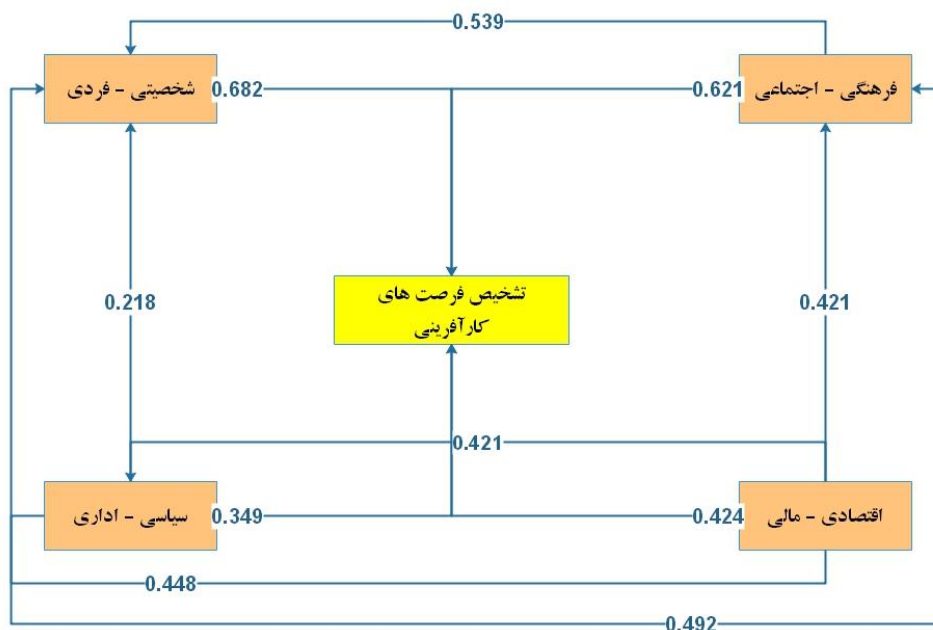 0.539
شخصیتی - فردی
0.682
0.621
فرهنگی - اجتماعی
0.218
تشخیص فرصت های
کارآفرینی
0.421
0.421
سیاسی - اداری
0.349
0.424
اقتصادی - مالی
0.448
0.492